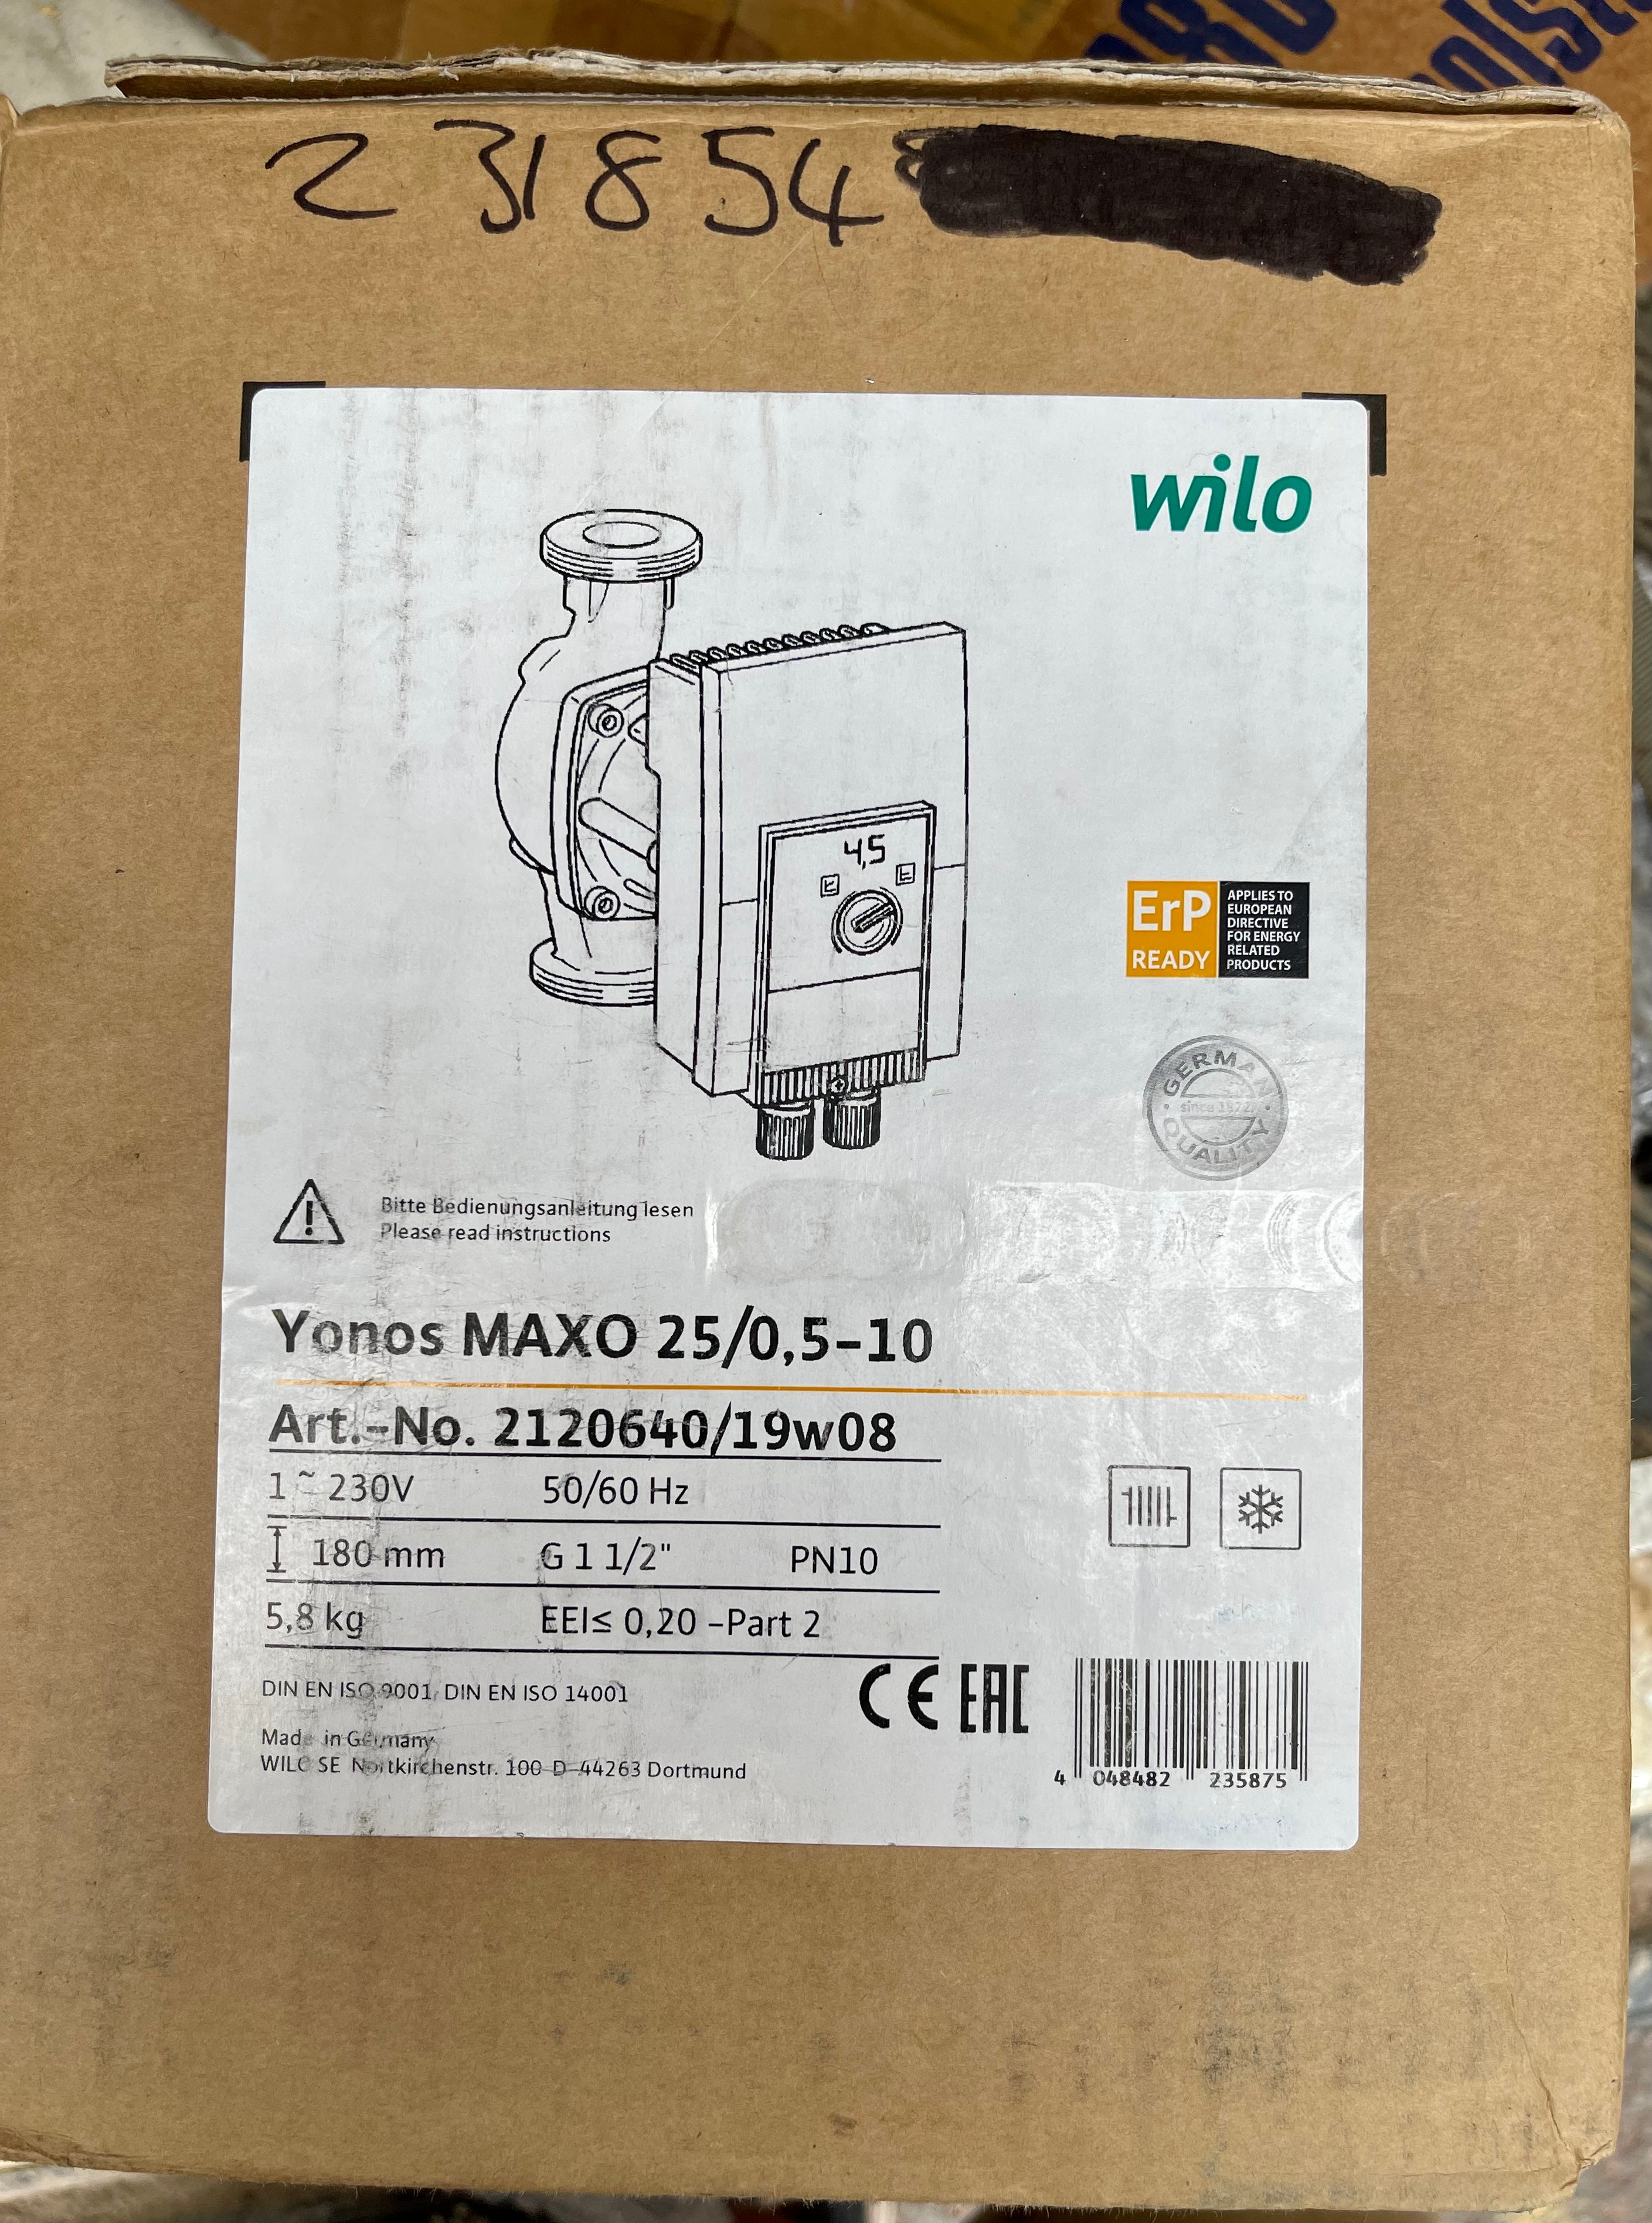 231854
wilo
4,5
ErP
READY
APPLIES TO
EUROPEAN
DIRECTIVE
FOR ENERGY
RELATED
PRODUCTS
GERMAN
since 1872
QUALITY
Bitte Bedienungsanleitung lesen
Please read instructions
Yonos MAXO 25/0,5-10
Art.-No. 2120640/19w08
1 ~ 230V 50/60 Hz
180 mm G 1 1/2" PN10
5,8 kg EEI≤ 0,20 -Part 2
DIN EN ISO 9001, DIN EN ISO 14001
CE EAC
Made in Germany
WILO SE Nortkirchenstr. 100 D-44263 Dortmund
4 048482 235875